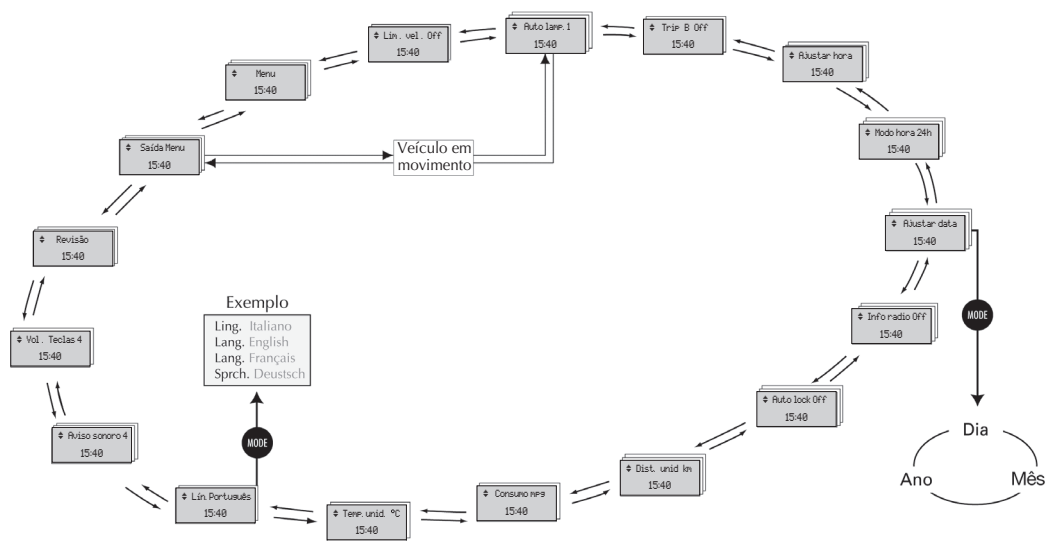 Auto lamp. 1
15:40
Trip B Off
15:40
Ajustar hora
15:40
Modo hora 24h
15:40
Ajustar data
15:40
MODE
Dia
Mês
Ano
Info radio Off
15:40
Auto lock Off
15:40
Dist. unid km
15:40
Consumo mpg
15:40
Temp. unid. °C
15:40
Lín. Português
15:40
MODE
Exemplo
Ling. Italiano
Lang. English
Lang. Français
Sprch. Deustsch
Aviso sonoro 4
15:40
Vol. Teclas 4
15:40
Revisão
15:40
Saída Menu
15:40
Menu
15:40
Lim. vel. Off
15:40
Veículo em
movimento